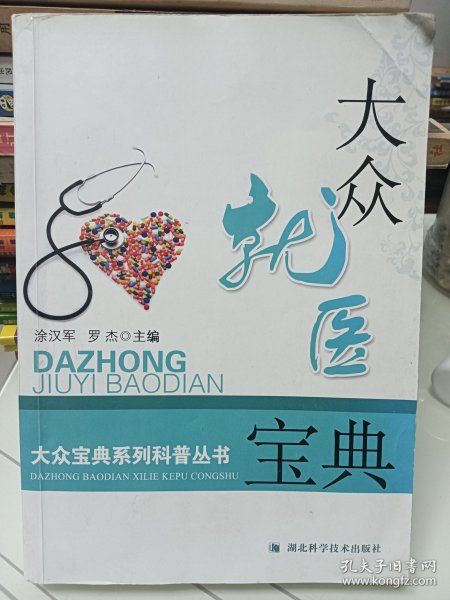 大众
就医
宝典
涂汉军 罗杰◎主编
DAZHONG
JIUYI BAODIAN
大众宝典系列科普丛书
DAZHONG BAODIAN XILIE KEPU CONGSHU
湖北科学技术出版社
孔夫子旧书网
www.kongfz.com